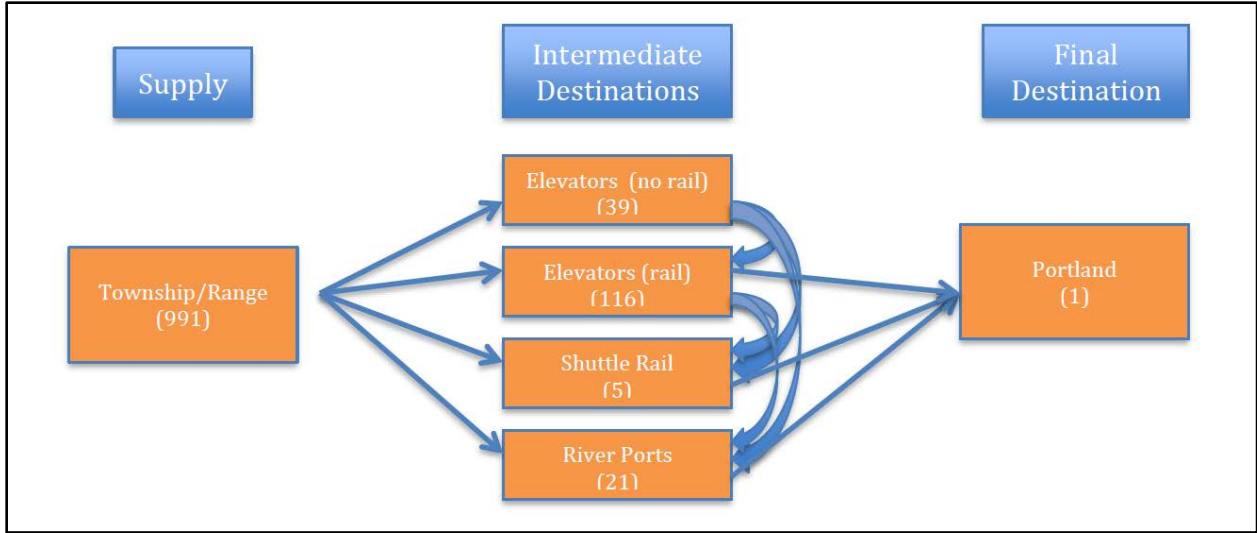 Supply
Intermediate
Destinations
Final
Destination
Elevators (no rail)
(39)
Township/Range
(991)
Elevators (rail)
(116)
Portland
(1)
Shuttle Rail
(5)
River Ports
(21)